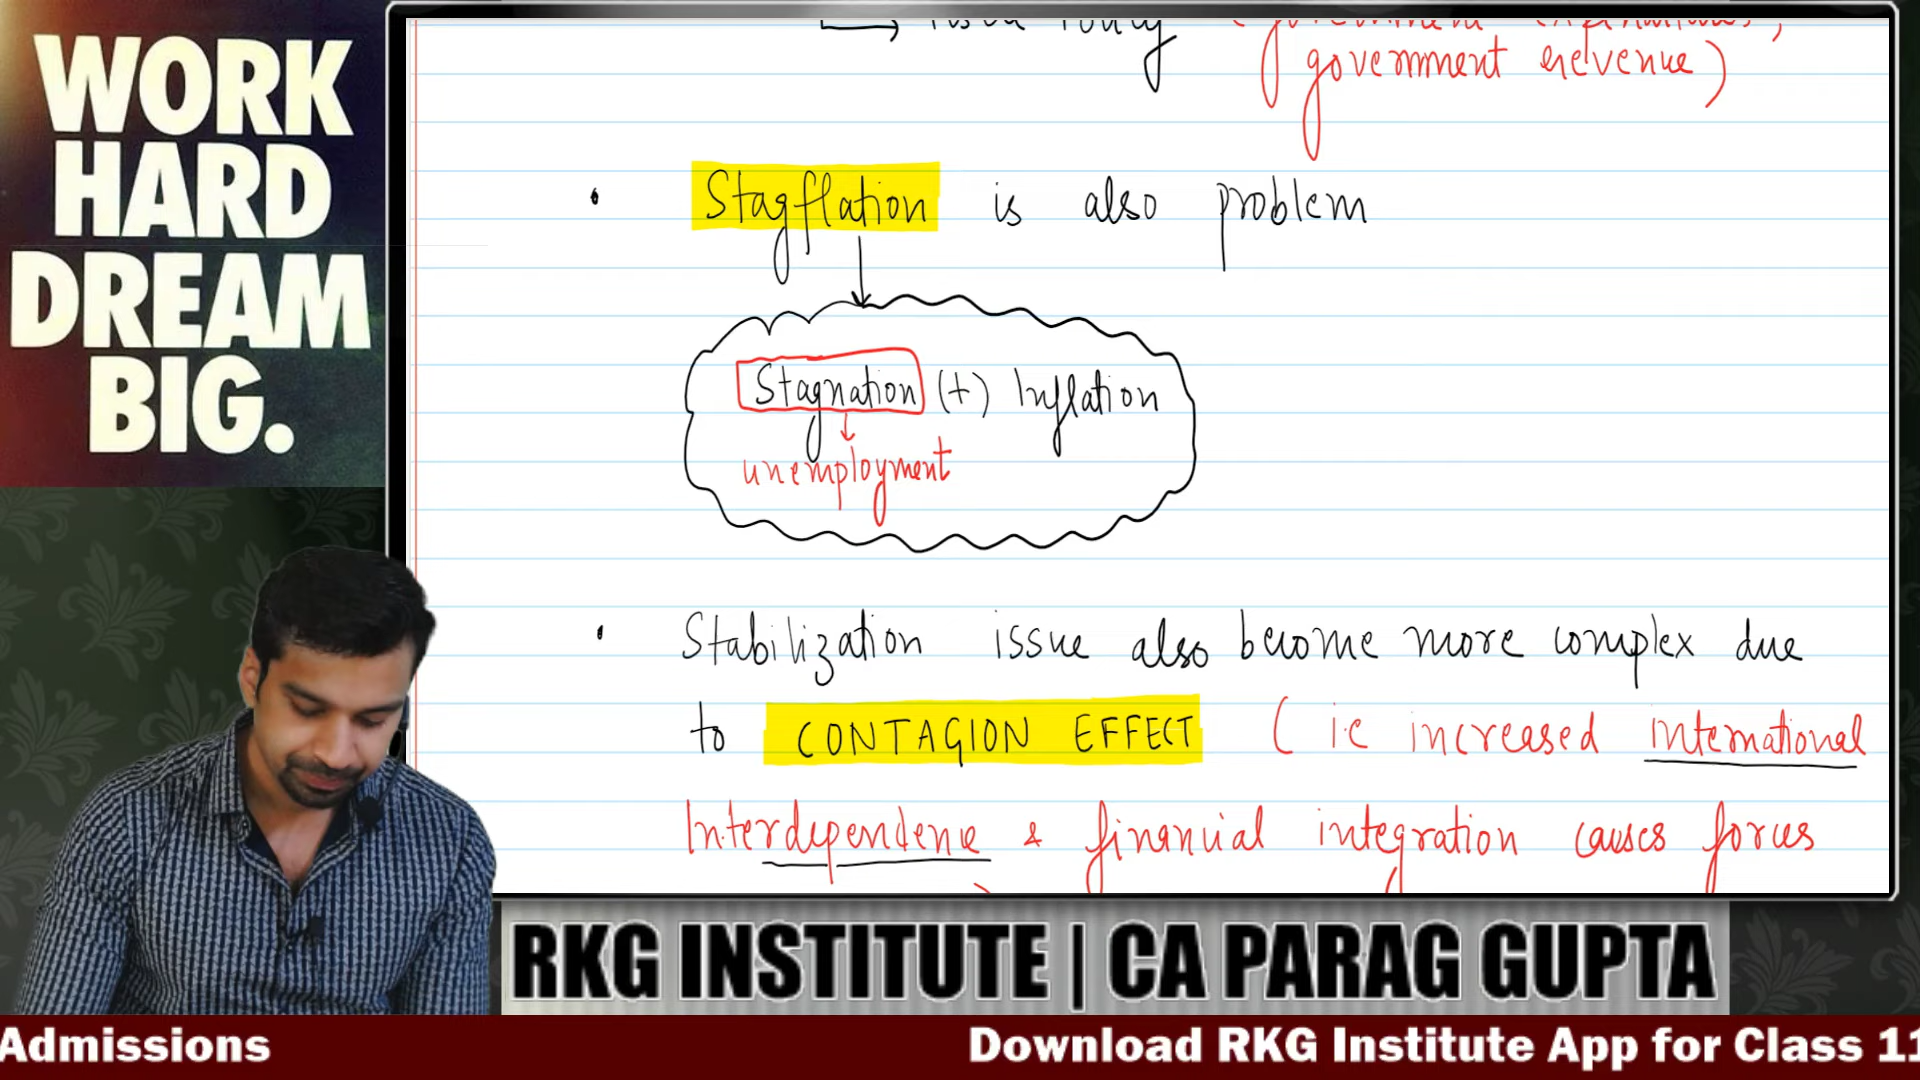 WORK
HARD
DREAM
BIG.
government revenue)
• Stagflation is also problem
Stagnation (+) Inflation
unemployment
• Stabilization issue also become more complex due
to CONTAGION EFFECT ( i.e increased international
Interdependence & financial integration causes forces
RKG INSTITUTE | CA PARAG GUPTA
Admissions
Download RKG Institute App for Class 11